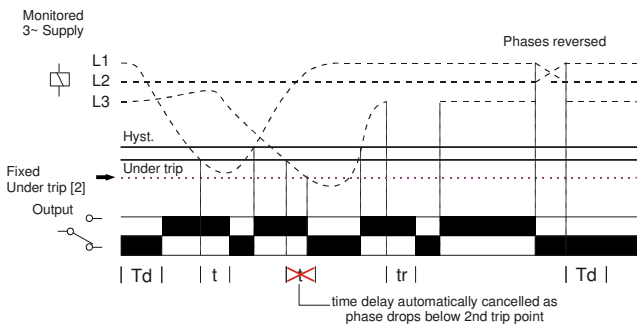 Monitored
3~ Supply
Phases reversed
L1
L2
L3
Hyst.
Under trip
Fixed
Under trip [2]
Output
Td
t
t
tr
Td
time delay automatically cancelled as
phase drops below 2nd trip point